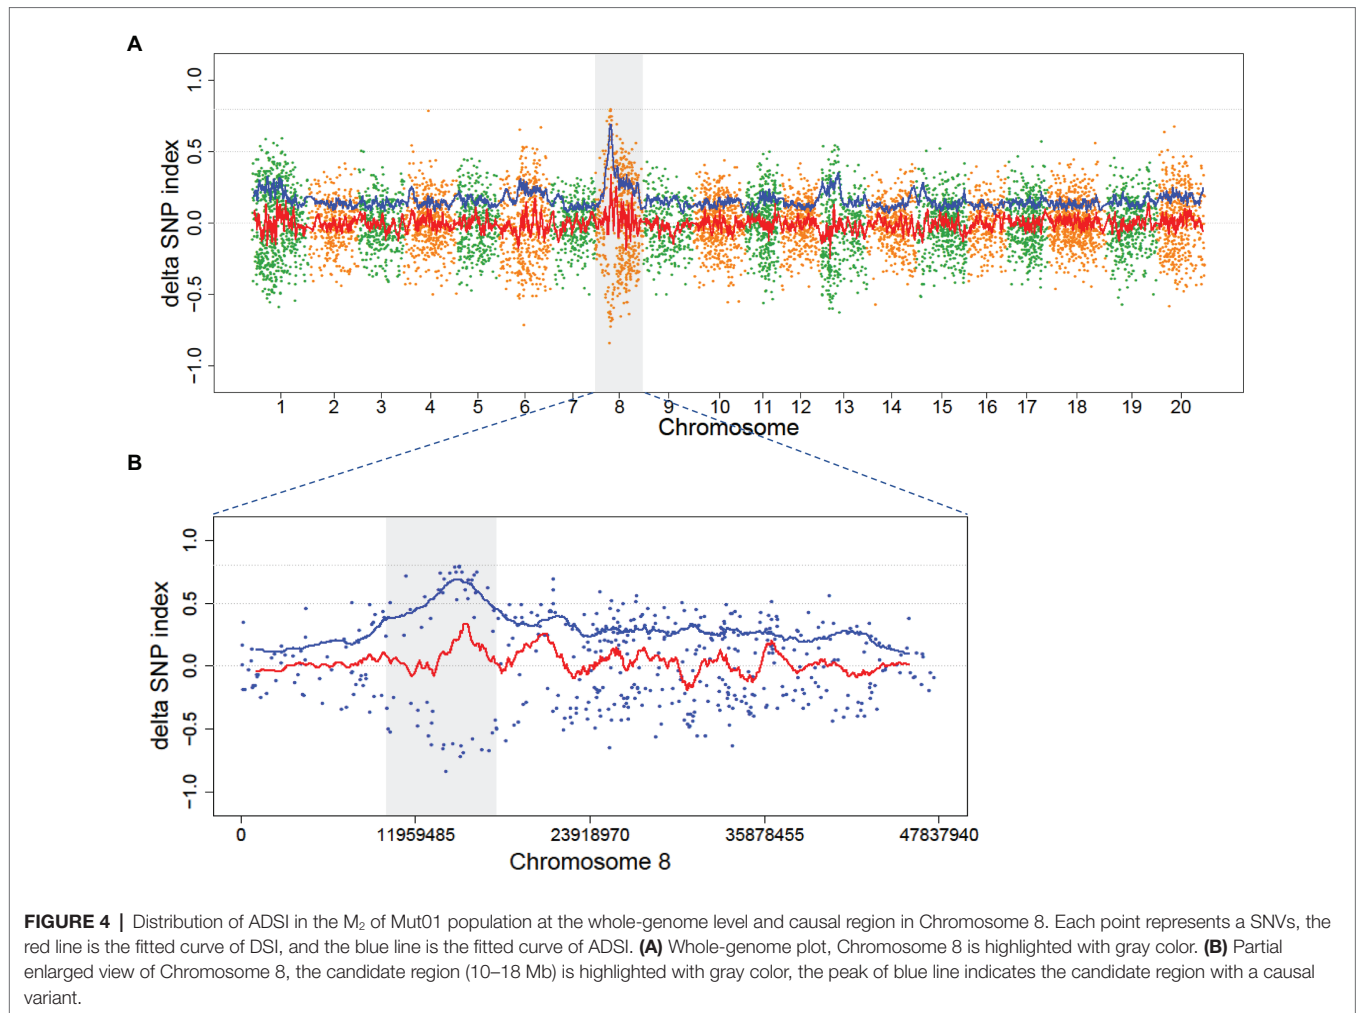 A
1.0
0.5
0.0
−0.5
−1.0
delta SNP index
1 2 3 4 5 6 7 8 9 10 11 12 13 14 15 16 17 18 19 20
Chromosome
B
1.0
0.5
0.0
−0.5
−1.0
delta SNP index
0 11959485 23918970 35878455 47837940
Chromosome 8
FIGURE 4 | Distribution of ADSI in the M₂ of Mut01 population at the whole-genome level and causal region in Chromosome 8. Each point represents a SNVs, the
red line is the fitted curve of DSI, and the blue line is the fitted curve of ADSI. (A) Whole-genome plot, Chromosome 8 is highlighted with gray color. (B) Partial
enlarged view of Chromosome 8, the candidate region (10–18 Mb) is highlighted with gray color, the peak of blue line indicates the candidate region with a causal
variant.